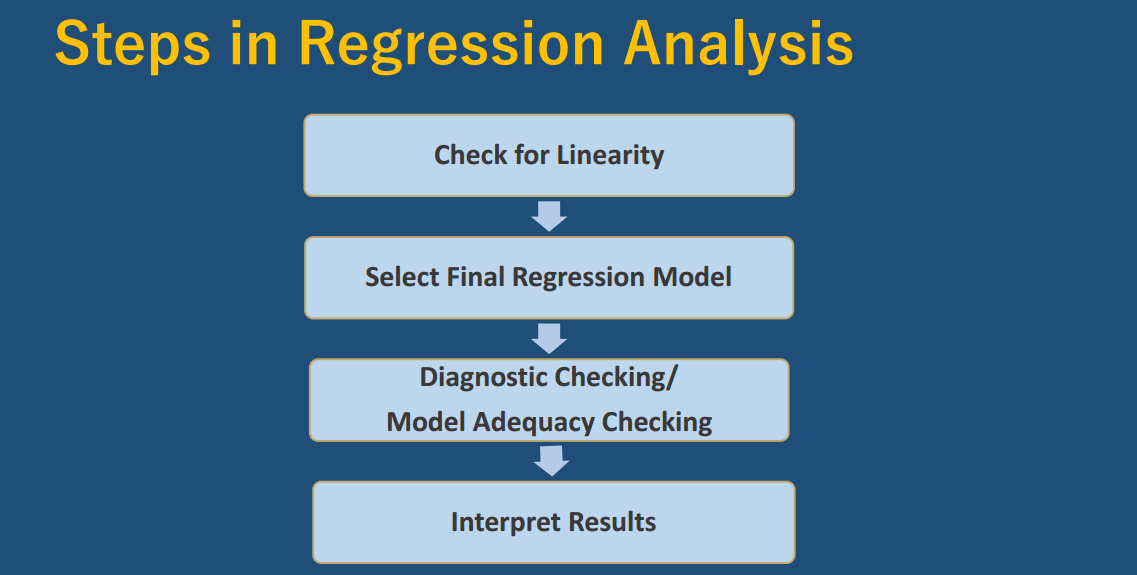 Steps in Regression Analysis
Check for Linearity
Select Final Regression Model
Diagnostic Checking/
Model Adequacy Checking
Interpret Results